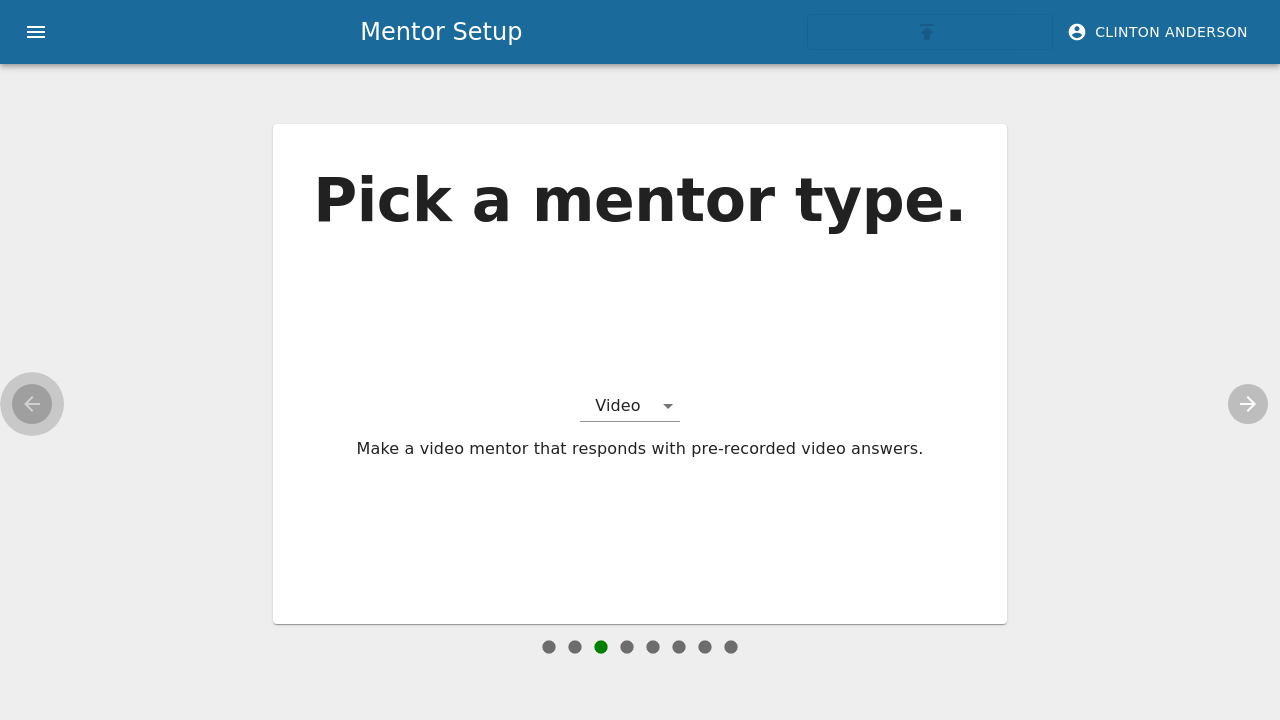 Mentor Setup
CLINTON ANDERSON
Pick a mentor type.
Video
Make a video mentor that responds with pre-recorded video answers.